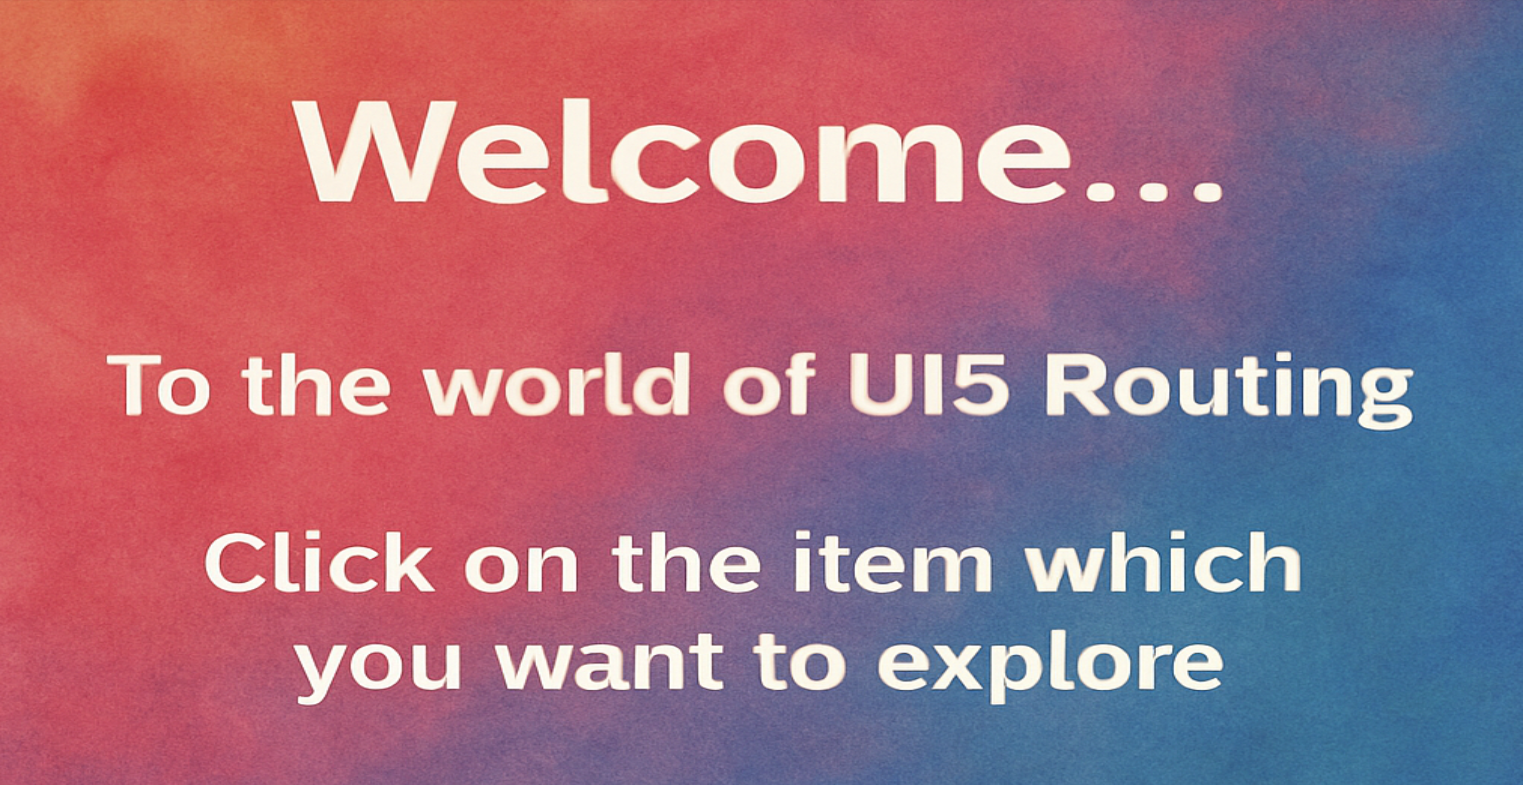 Welcome...
To the world of UI5 Routing
Click on the item which
you want to explore